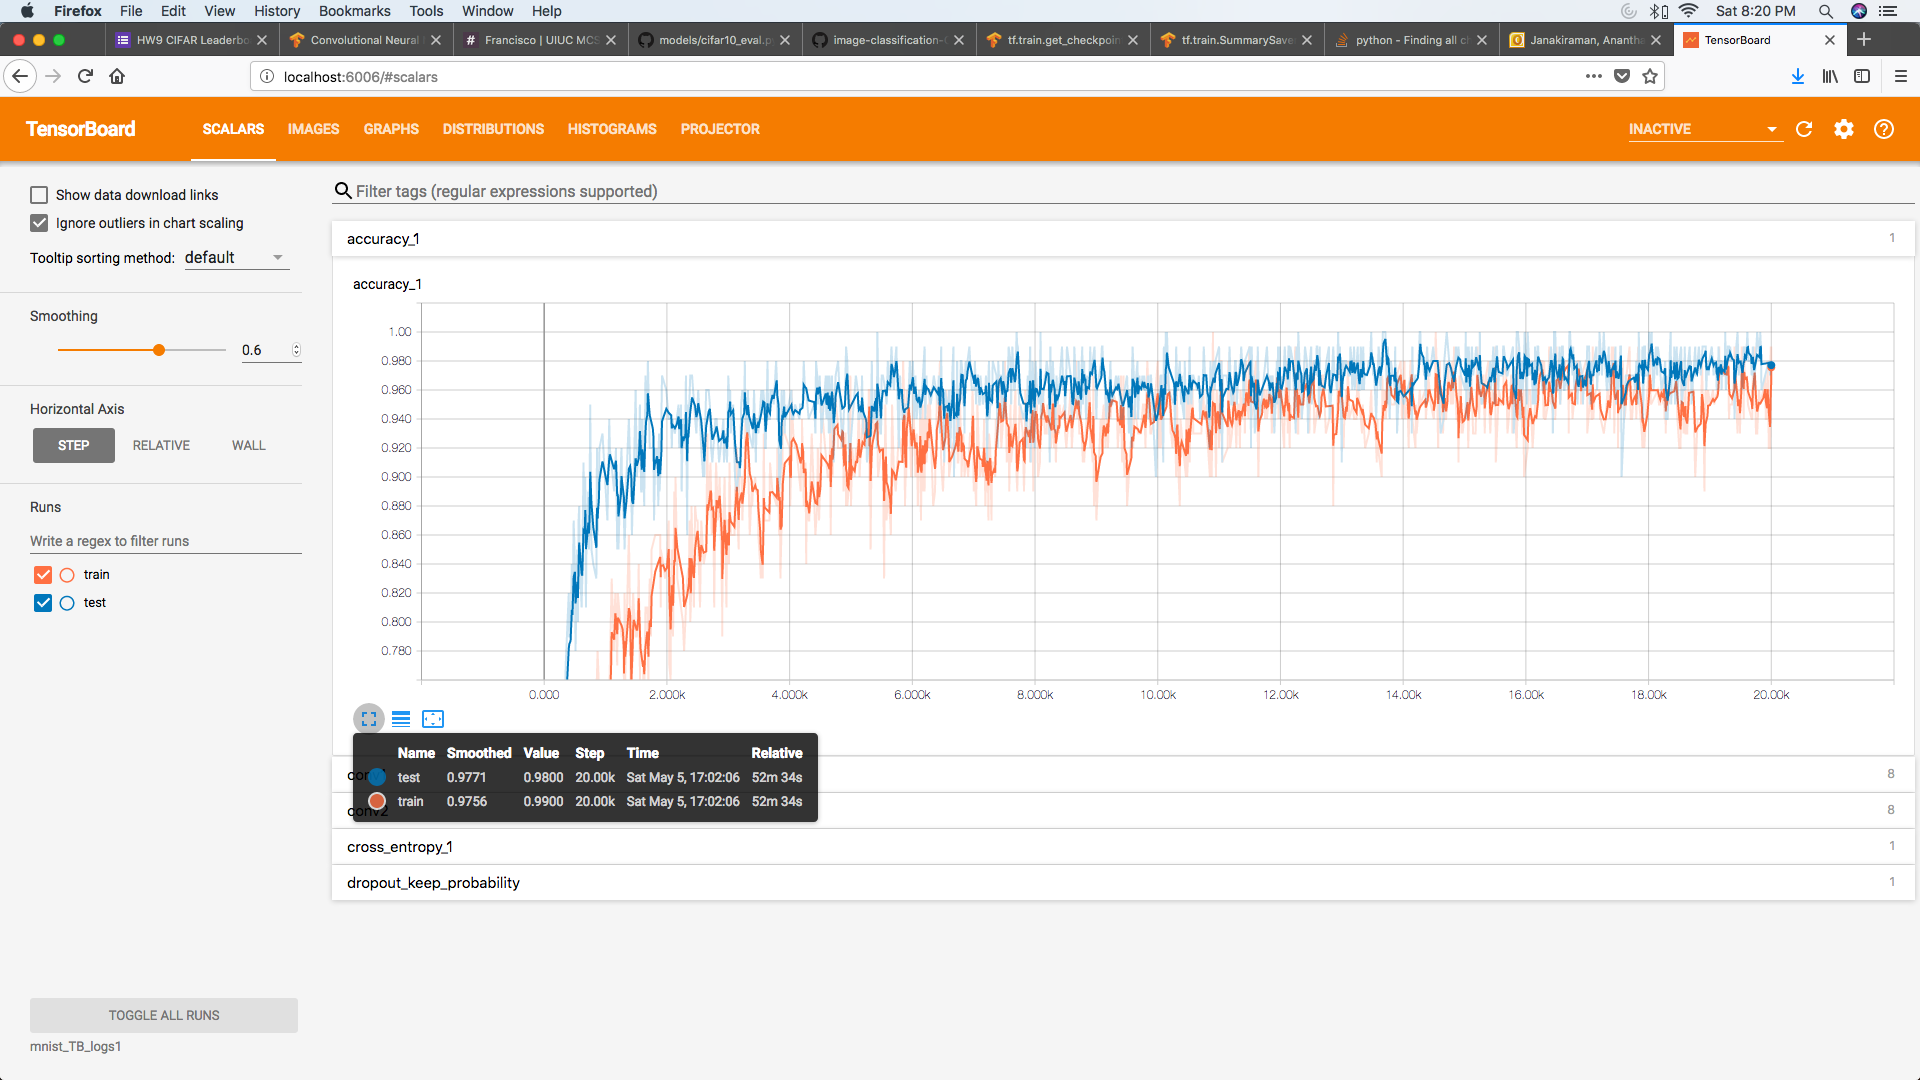 Firefox File Edit View History Bookmarks Tools Window Help Sat 8:20 PM
HW9 CIFAR Leaderbo Convolutional Neural Francisco | UIUC MCS models/cifar10_eval.p image-classification- tf.train.get_checkpoin tf.train.SummarySave python - Finding all c Janakiraman, Anantha TensorBoard
localhost:6006/#scalars
TensorBoard SCALARS IMAGES GRAPHS DISTRIBUTIONS HISTOGRAMS PROJECTOR INACTIVE
Show data download links
Ignore outliers in chart scaling
Tooltip sorting method: default
Smoothing
0.6
Horizontal Axis
STEP RELATIVE WALL
Runs
Write a regex to filter runs
train
test
TOGGLE ALL RUNS
mnist_TB_logs1
Filter tags (regular expressions supported)
accuracy_1 1
accuracy_1
1.00
0.980
0.960
0.940
0.920
0.900
0.880
0.860
0.840
0.820
0.800
0.780
0.000 2.000k 4.000k 6.000k 8.000k 10.00k 12.00k 14.00k 16.00k 18.00k 20.00k
Name Smoothed Value Step Time Relative
test 0.9771 0.9800 20.00k Sat May 5, 17:02:06 52m 34s
train 0.9756 0.9900 20.00k Sat May 5, 17:02:06 52m 34s
8
conv2 8
cross_entropy_1 1
dropout_keep_probability 1